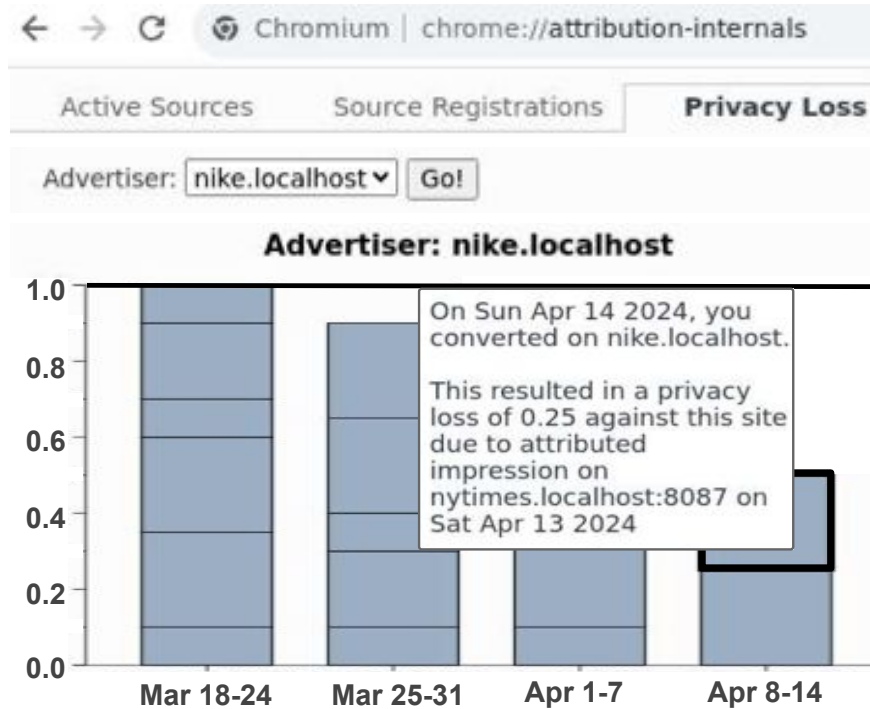 Chromium | chrome://attribution-internals
Active Sources Source Registrations Privacy Loss
Advertiser: nike.localhost Go!
Advertiser: nike.localhost
1.0
0.8
0.6
0.4
0.2
0.0
On Sun Apr 14 2024, you
converted on nike.localhost.
This resulted in a privacy
loss of 0.25 against this site
due to attributed
impression on
nytimes.localhost:8087 on
Sat Apr 13 2024
Mar 18-24 Mar 25-31 Apr 1-7 Apr 8-14